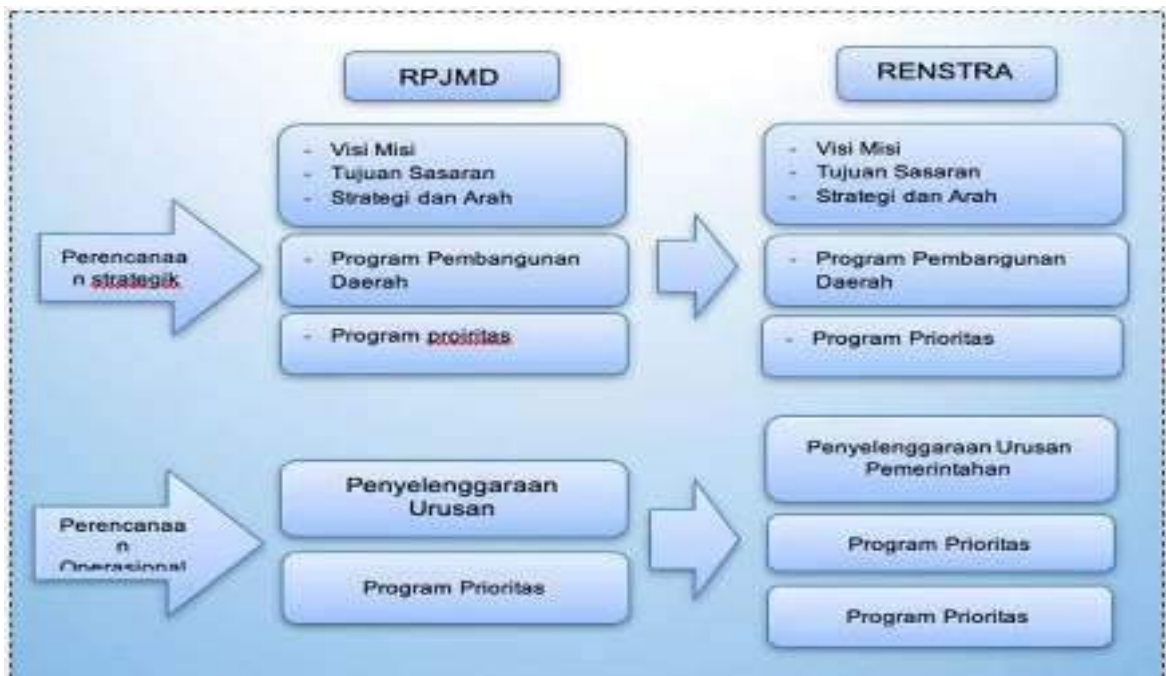 RPJMD
RENSTRA
Perencanaa
n strategik
- Visi Misi
- Tujuan Sasaran
- Strategi dan Arah
- Program Pembangunan
Daerah
- Program proiritas
- Visi Misi
- Tujuan Sasaran
- Strategi dan Arah
- Program Pembangunan
Daerah
- Program Prioritas
Perencanaa
n
Operasional
Penyelenggaraan
Urusan
Program Prioritas
Penyelenggaraan Urusan
Pemerintahan
Program Prioritas
Program Prioritas